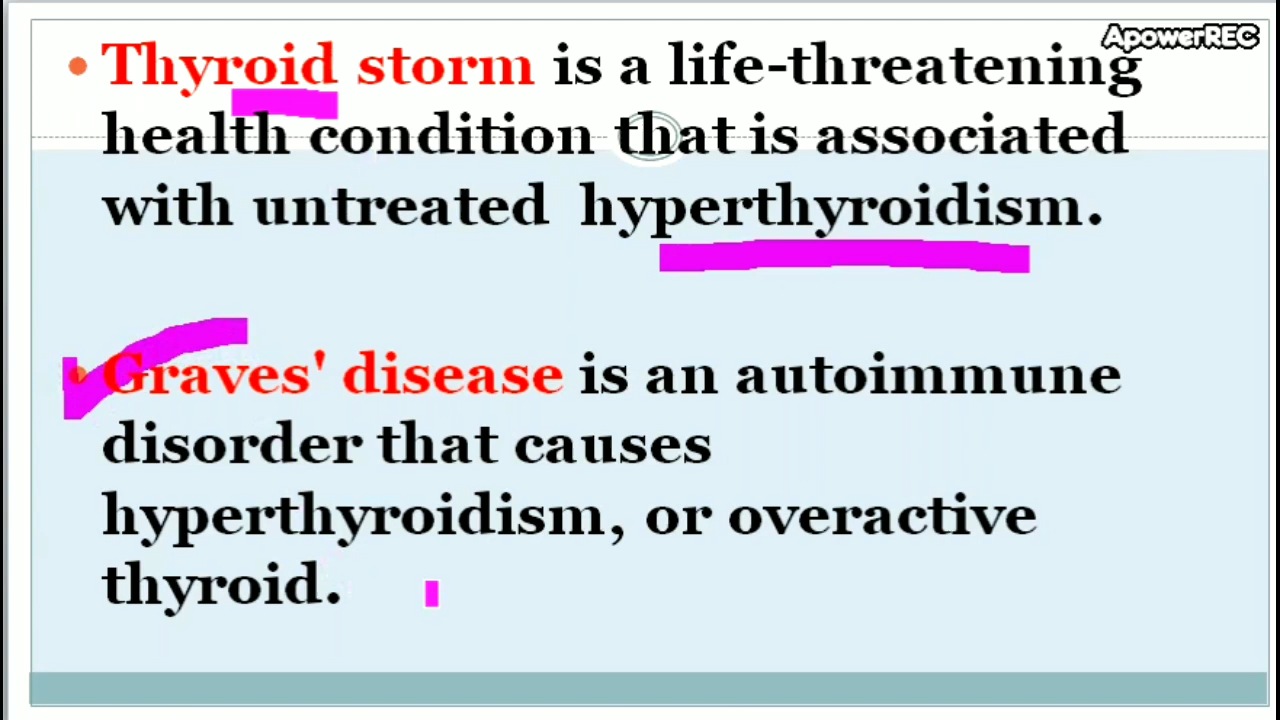 ApowerREC
• Thyroid storm is a life-threatening
health condition that is associated
with untreated hyperthyroidism.
• Graves' disease is an autoimmune
disorder that causes
hyperthyroidism, or overactive
thyroid.